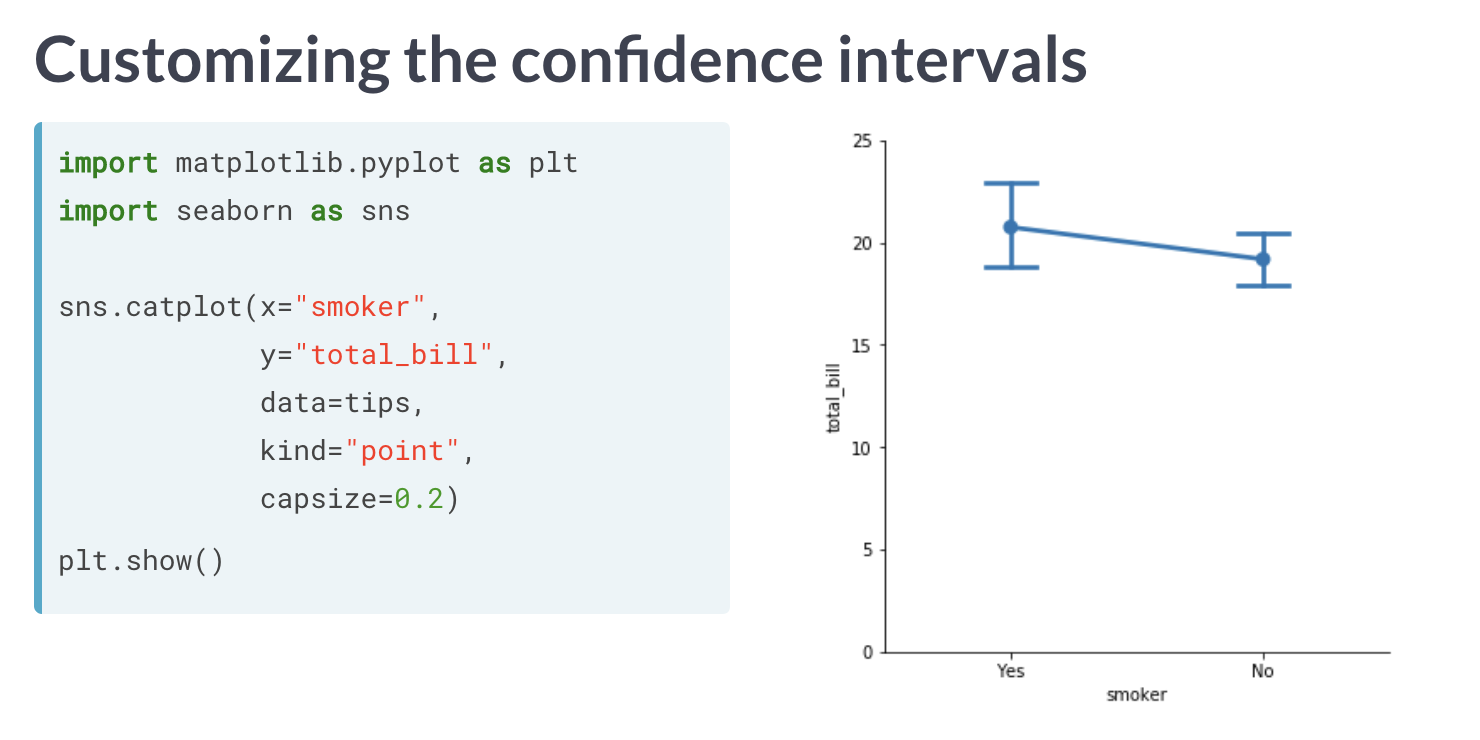 Customizing the confidence intervals
import matplotlib.pyplot as plt
import seaborn as sns
sns.catplot(x="smoker",
y="total_bill",
data=tips,
kind="point",
capsize=0.2)
plt.show()
25
20
15
10
5
0
total_bill
Yes No
smoker